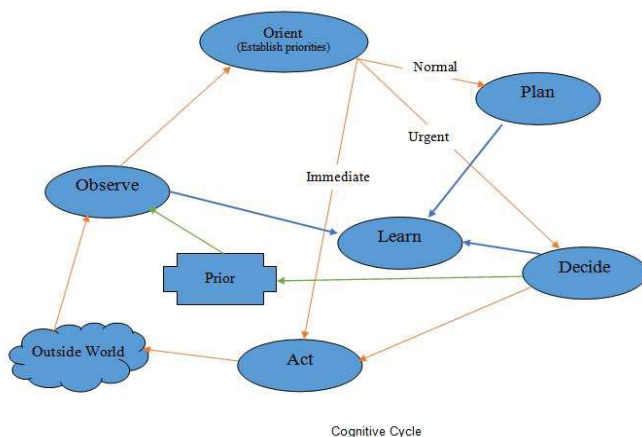 Orient
(Establish priorities)
Normal
Plan
Urgent
Immediate
Observe
Learn
Prior
Decide
Outside World
Act
Cognitive Cycle